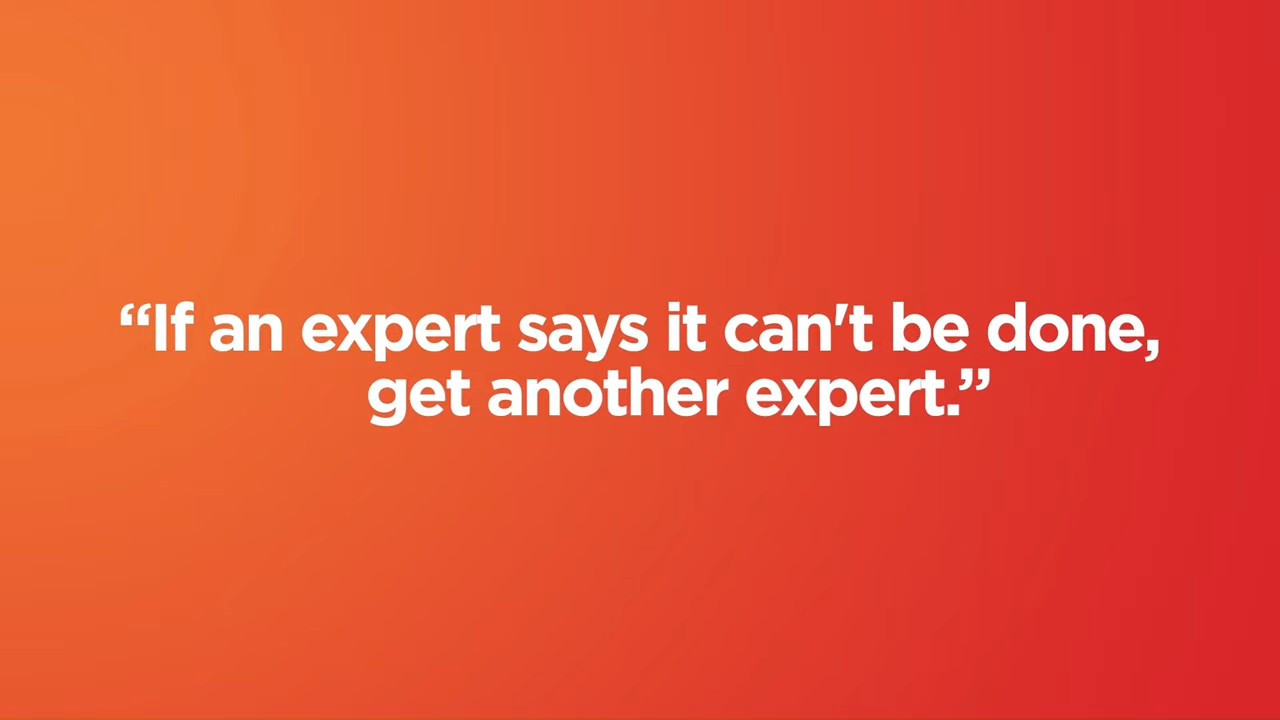 “If an expert says it can't be done,
get another expert.”